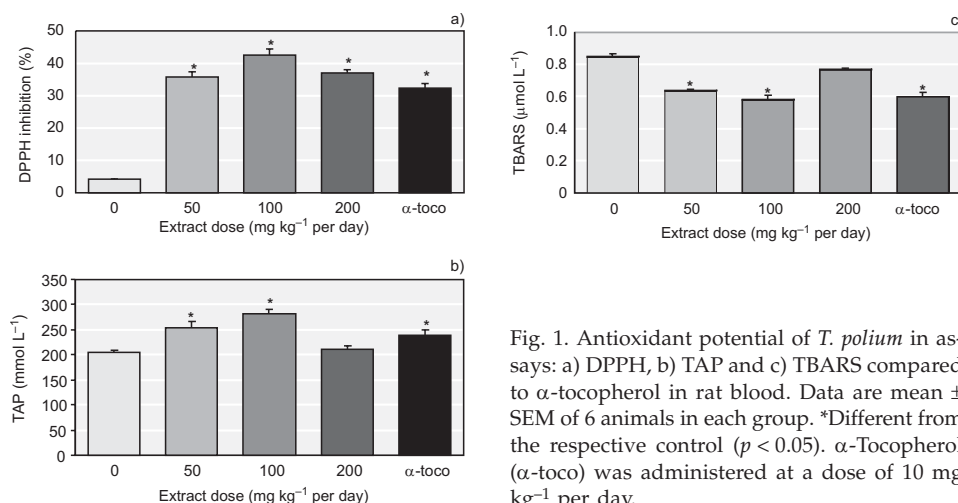 a)
50
40
30
20
10
0
DPPH inhibition (%)
*
*
*
*
0 50 100 200 α-toco
Extract dose (mg kg⁻¹ per day)
b)
350
300
250
200
150
100
50
0
TAP (mmol L⁻¹)
*
*
*
0 50 100 200 α-toco
Extract dose (mg kg⁻¹ per day)
c
1.0
0.8
0.6
0.4
0.2
0
TBARS (μmol L⁻¹)
*
*
*
0 50 100 200 α-toco
Extract dose (mg kg⁻¹ per day)
Fig. 1. Antioxidant potential of T. polium in as-
says: a) DPPH, b) TAP and c) TBARS compared
to α-tocopherol in rat blood. Data are mean ±
SEM of 6 animals in each group. *Different from
the respective control (p < 0.05). α-Tocopherol
(α-toco) was administered at a dose of 10 mg
kg⁻¹ per day.